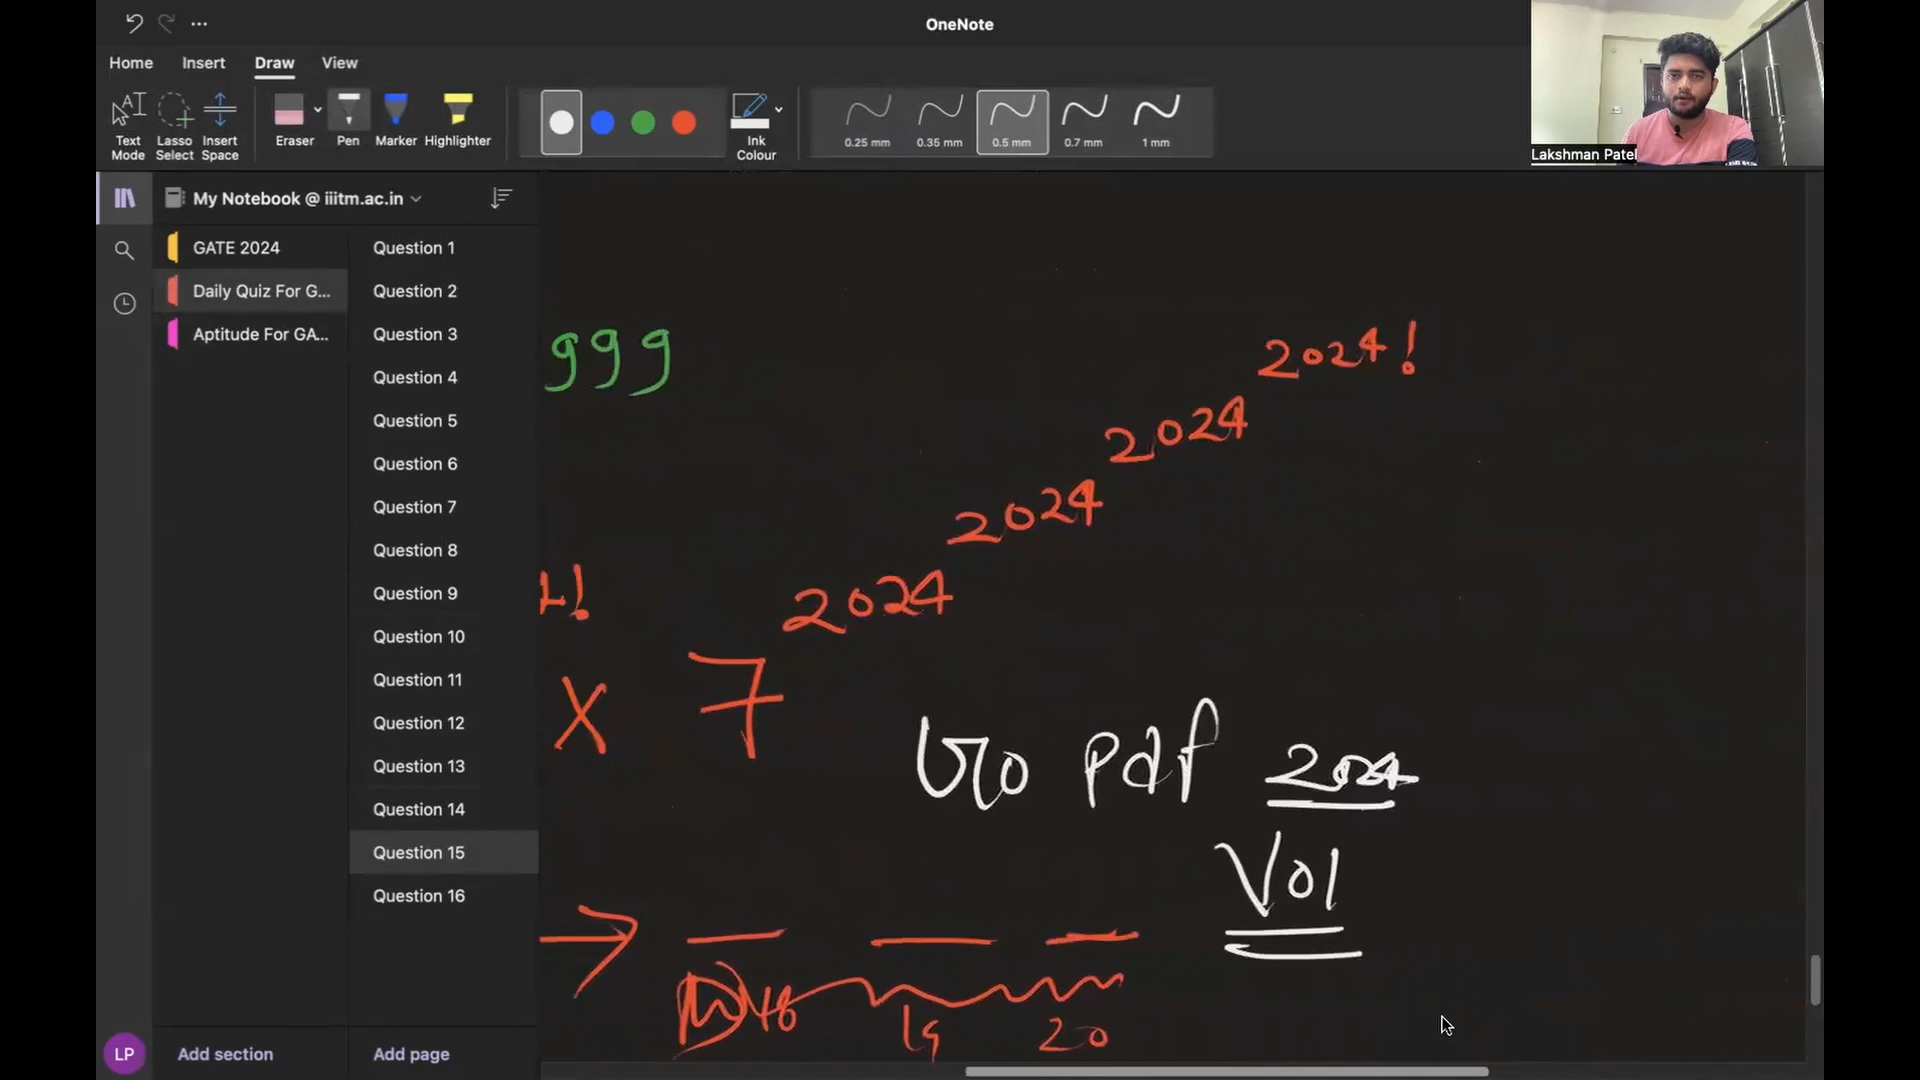 OneNote
Home Insert Draw View
Text Mode
Lasso Select
Insert Space
Eraser
Pen
Marker
Highlighter
Ink Colour
0.25 mm
0.35 mm
0.5 mm
0.7 mm
1 mm
Lakshman Patel
My Notebook @ iiitm.ac.in
GATE 2024
Daily Quiz For G...
Aptitude For GA...
Question 1
Question 2
Question 3
Question 4
Question 5
Question 6
Question 7
Question 8
Question 9
Question 10
Question 11
Question 12
Question 13
Question 14
Question 15
Question 16
LP
Add section
Add page
999
2024!
2024
2024
2024
!
X 7
Go pdf 2024
Vol
18 19 20